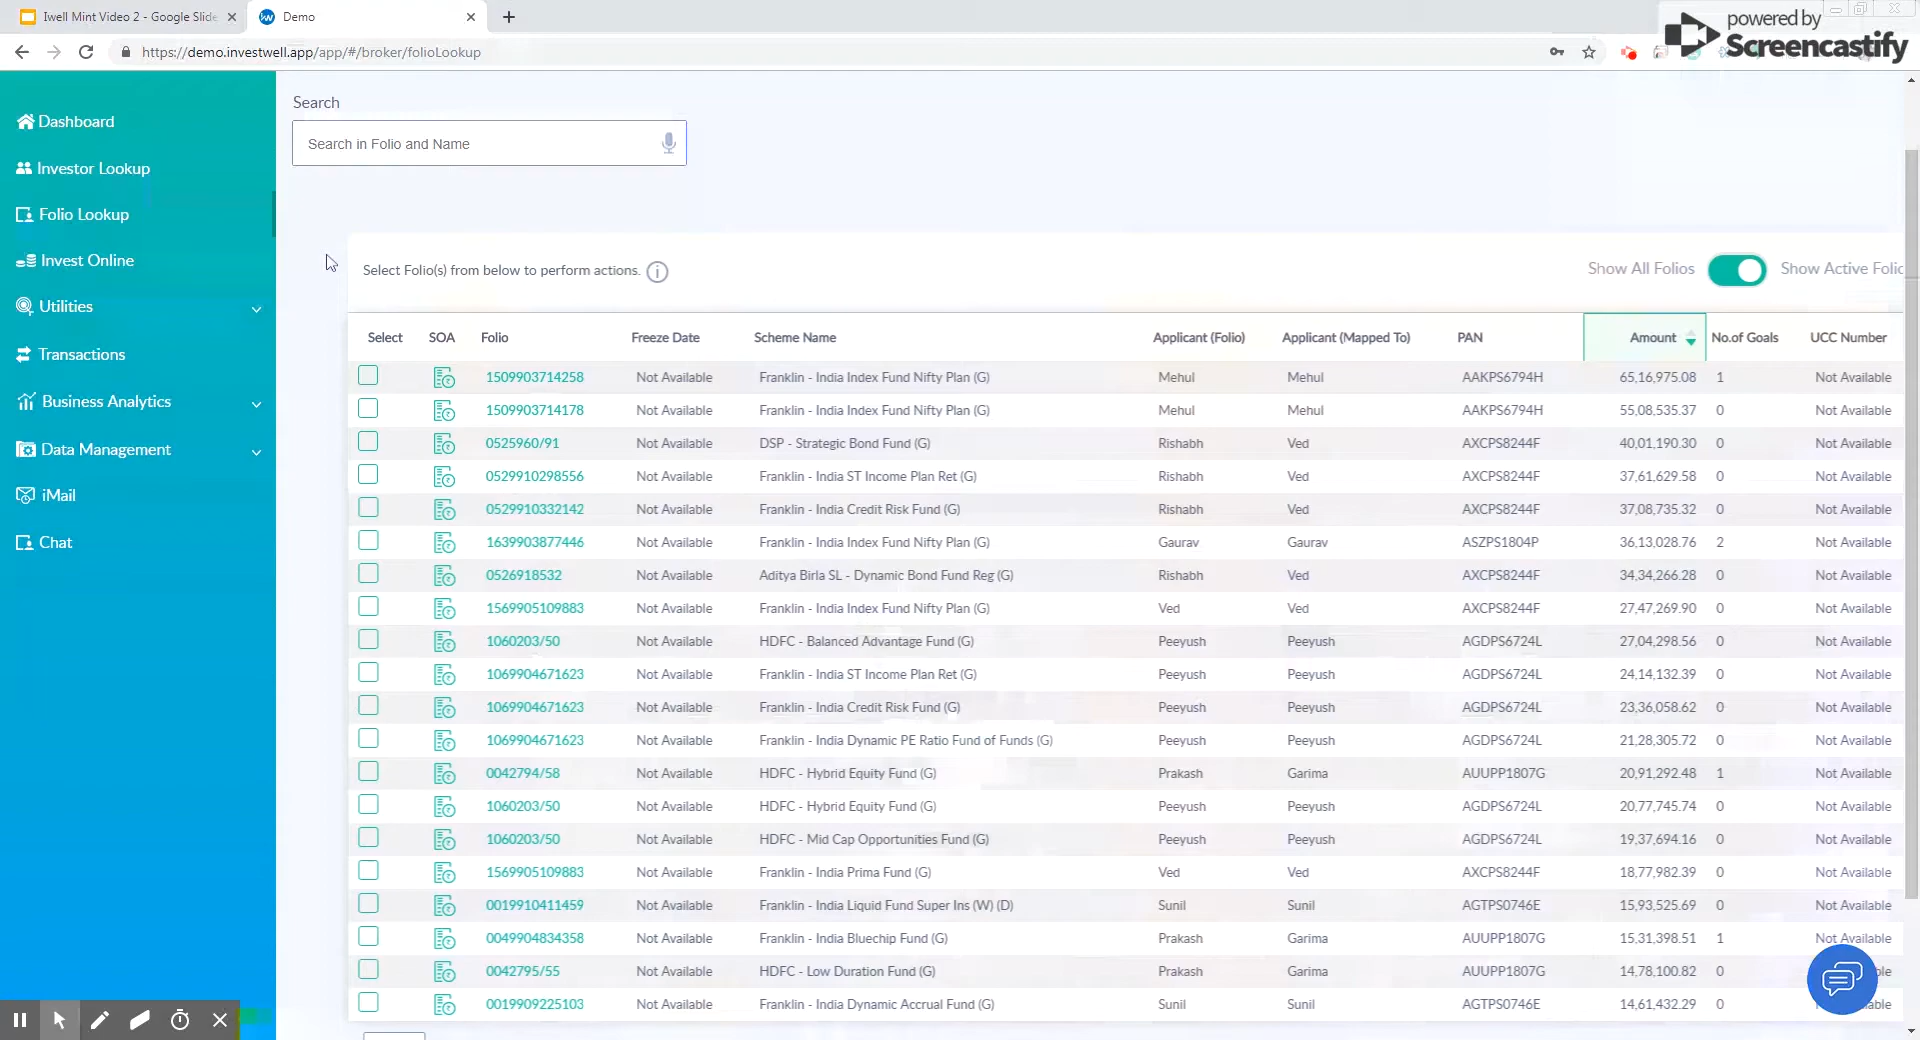 Iwell Mint Video 2 - Google Slide
Demo
powered by
Screencastify
https://demo.investwell.app/app/#/broker/folioLookup
Dashboard
Investor Lookup
Folio Lookup
Invest Online
Utilities
Transactions
Business Analytics
Data Management
iMail
Chat
Search
Search in Folio and Name
Select Folio(s) from below to perform actions.
Show All Folios Show Active Folio
Select SOA Folio Freeze Date Scheme Name Applicant (Folio) Applicant (Mapped To) PAN Amount No.of Goals UCC Number
1509903714258 Not Available Franklin - India Index Fund Nifty Plan (G) Mehul Mehul AAKPS6794H 65,16,975.08 1 Not Available
1509903714178 Not Available Franklin - India Index Fund Nifty Plan (G) Mehul Mehul AAKPS6794H 55,08,535.37 0 Not Available
0525960/91 Not Available DSP - Strategic Bond Fund (G) Rishabh Ved AXCPS8244F 40,01,190.30 0 Not Available
0529910298556 Not Available Franklin - India ST Income Plan Ret (G) Rishabh Ved AXCPS8244F 37,61,629.58 0 Not Available
0529910332142 Not Available Franklin - India Credit Risk Fund (G) Rishabh Ved AXCPS8244F 37,08,735.32 0 Not Available
1639903877446 Not Available Franklin - India Index Fund Nifty Plan (G) Gaurav Gaurav ASZPS1804P 36,13,028.76 2 Not Available
0526918532 Not Available Aditya Birla SL - Dynamic Bond Fund Reg (G) Rishabh Ved AXCPS8244F 34,34,266.28 0 Not Available
1569905109883 Not Available Franklin - India Index Fund Nifty Plan (G) Ved Ved AXCPS8244F 27,47,269.90 0 Not Available
1060203/50 Not Available HDFC - Balanced Advantage Fund (G) Peeyush Peeyush AGDPS6724L 27,04,298.56 0 Not Available
1069904671623 Not Available Franklin - India ST Income Plan Ret (G) Peeyush Peeyush AGDPS6724L 24,14,132.39 0 Not Available
1069904671623 Not Available Franklin - India Credit Risk Fund (G) Peeyush Peeyush AGDPS6724L 23,36,058.62 0 Not Available
1069904671623 Not Available Franklin - India Dynamic PE Ratio Fund of Funds (G) Peeyush Peeyush AGDPS6724L 21,28,305.72 0 Not Available
0042794/58 Not Available HDFC - Hybrid Equity Fund (G) Prakash Garima AUUPP1807G 20,91,292.48 1 Not Available
1060203/50 Not Available HDFC - Hybrid Equity Fund (G) Peeyush Peeyush AGDPS6724L 20,77,745.74 0 Not Available
1060203/50 Not Available HDFC - Mid Cap Opportunities Fund (G) Peeyush Peeyush AGDPS6724L 19,37,694.16 0 Not Available
1569905109883 Not Available Franklin - India Prima Fund (G) Ved Ved AXCPS8244F 18,77,982.39 0 Not Available
0019910411459 Not Available Franklin - India Liquid Fund Super Ins (W) (D) Sunil Sunil AGTPS0746E 15,93,525.69 0 Not Available
0049904834358 Not Available Franklin - India Bluechip Fund (G) Prakash Garima AUUPP1807G 15,31,398.51 1 Not Available
0042795/55 Not Available HDFC - Low Duration Fund (G) Prakash Garima AUUPP1807G 14,78,100.82 0
0019909225103 Not Available Franklin - India Dynamic Accrual Fund (G) Sunil Sunil AGTPS0746E 14,61,432.29 0